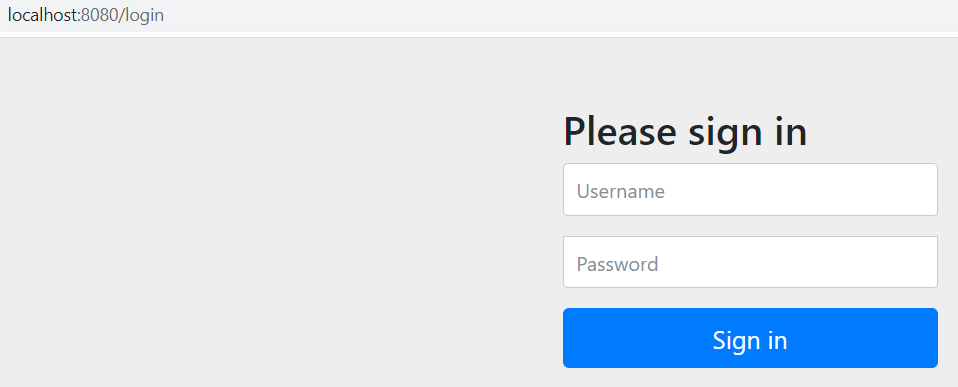 localhost:8080/login
Please sign in
Username
Password
Sign in